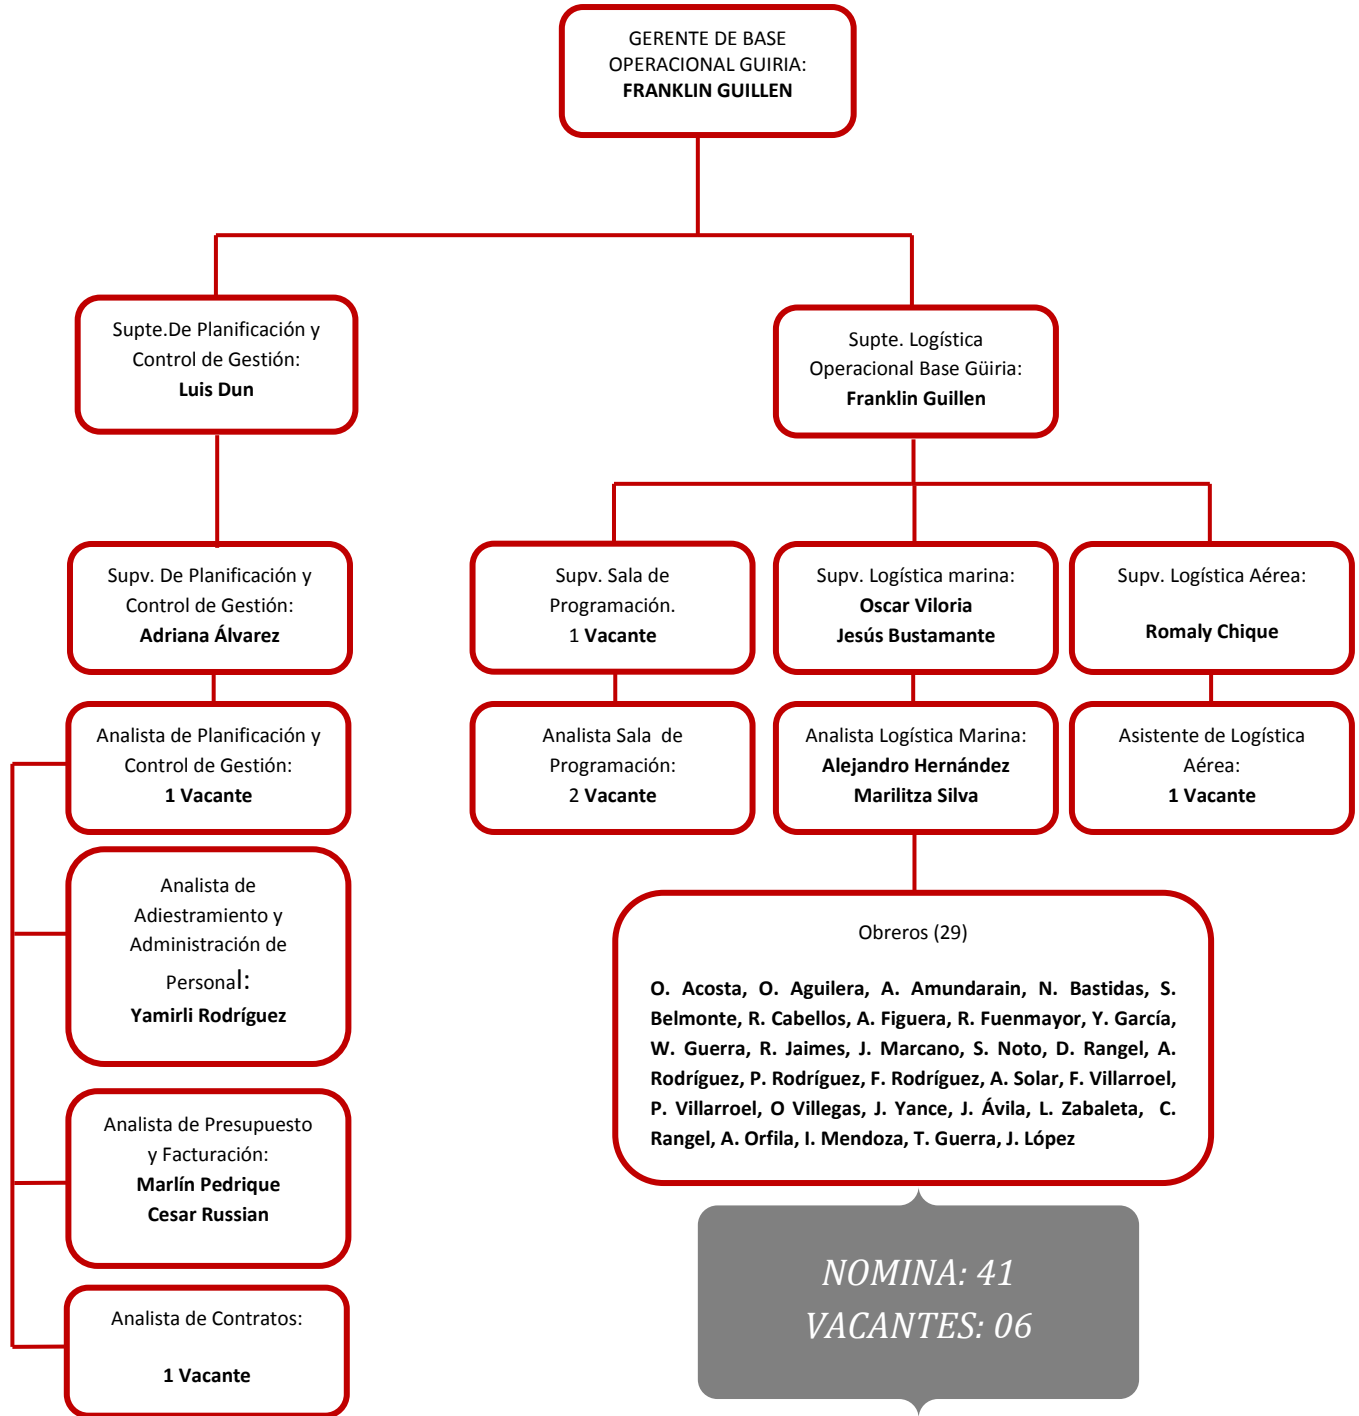 GERENTE DE BASE
OPERACIONAL GUIRIA:
FRANKLIN GUILLEN
Supte.De Planificación y
Control de Gestión:
Luis Dun
Supte. Logística
Operacional Base Güiria:
Franklin Guillen
Supv. De Planificación y
Control de Gestión:
Adriana Álvarez
Supv. Sala de
Programación.
1 Vacante
Supv. Logística marina:
Oscar Viloria
Jesús Bustamante
Supv. Logística Aérea:
Romaly Chique
Analista de Planificación y
Control de Gestión:
1 Vacante
Analista Sala  de
Programación:
2 Vacante
Analista Logística Marina:
Alejandro Hernández
Marilitza Silva
Asistente de Logística
Aérea:
1 Vacante
Analista de
Adiestramiento y
Administración de
Personal:
Yamirli Rodríguez
Obreros (29)
O. Acosta, O. Aguilera, A. Amundarain, N. Bastidas, S.
Belmonte, R. Cabellos, A. Figuera, R. Fuenmayor, Y. García,
W. Guerra, R. Jaimes, J. Marcano, S. Noto, D. Rangel, A.
Rodríguez, P. Rodríguez, F. Rodríguez, A. Solar, F. Villarroel,
P. Villarroel, O Villegas, J. Yance, J. Ávila, L. Zabaleta,  C.
Rangel, A. Orfila, I. Mendoza, T. Guerra, J. López
Analista de Presupuesto
y Facturación:
Marlín Pedrique
Cesar Russian
NOMINA: 41
VACANTES: 06
Analista de Contratos:
1 Vacante